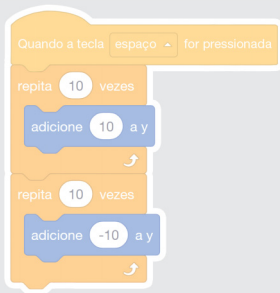 Quando a tecla espaço for pressionada
repita 10 vezes
adicione 10 a y
repita 10 vezes
adicione -10 a y